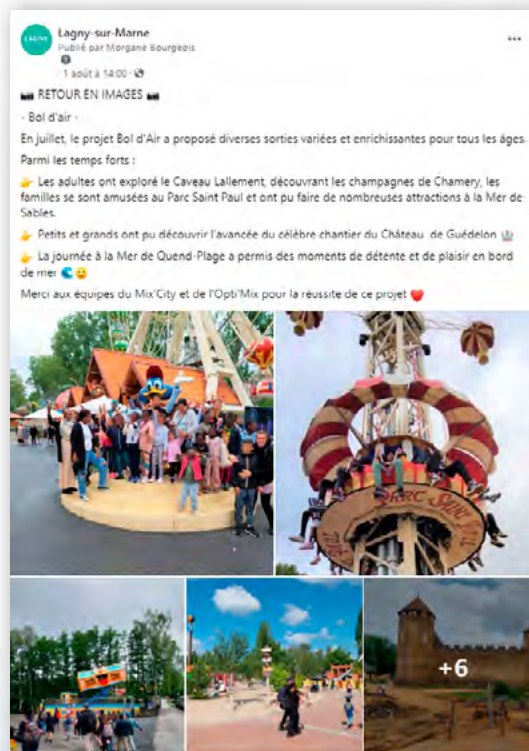 LAGNY
Lagny-sur-Marne
Publié par Morgane Bourgeois
1 août à 14:00 ·
📷 RETOUR EN IMAGES 📷
- Bol d'air -
En juillet, le projet Bol d'Air a proposé diverses sorties variées et enrichissantes pour tous les âges.
Parmi les temps forts :
👉 Les adultes ont exploré le Caveau Lallement, découvrant les champagnes de Chamery, les
familles se sont amusées au Parc Saint Paul et ont pu faire de nombreuses attractions à la Mer de
Sables.
👉 Petits et grands ont pu découvrir l'avancée du célèbre chantier du Château de Guédelon 🏰
👉 La journée à la Mer de Quend-Plage a permis des moments de détente et de plaisir en bord
de mer 🌊😀
Merci aux équipes du Mix'City et de l'Opti'Mix pour la réussite de ce projet ❤️
PARC SAINT PAUL
+6